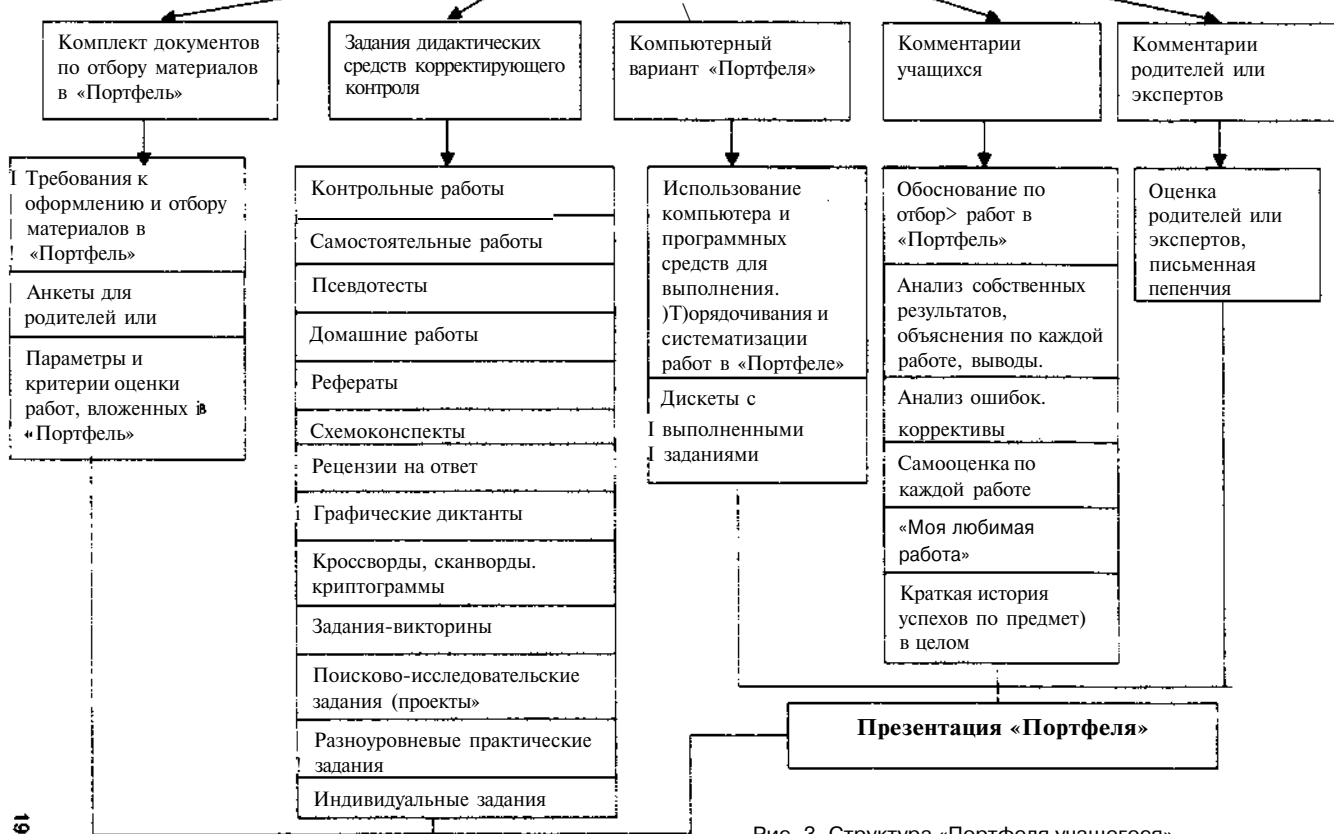 Комплект документов
по отбору материалов
в «Портфель»
Задания дидактических
средств корректирующего
контроля
Компьютерный
вариант «Портфеля»
Комментарии
учащихся
Комментарии
родителей или
экспертов
Требования к
оформлению и отбору
материалов в
«Портфель»
Анкеты для
родителей или
Параметры и
критерии оценки
работ, вложенных в
«Портфель»
Контрольные работы
Самостоятельные работы
Псевдотесты
Домашние работы
Рефераты
Схемоконспекты
Рецензии на ответ
Графические диктанты
Кроссворды, сканворды.
криптограммы
Задания-викторины
Поисково-исследовательские
задания (проекты»
Разноуровневые практические
задания
Индивидуальные задания
Использование
компьютера и
программных
средств для
выполнения.
)Т)орядочивания и
систематизации
работ в «Портфеле»
Дискеты с
выполненными
заданиями
Обоснование по
отбор> работ в
«Портфель»
Анализ собственных
результатов,
объяснения по каждой
работе, выводы.
Анализ ошибок.
коррективы
Самооценка по
каждой работе
«Моя любимая
работа»
Краткая история
успехов по предмет)
в целом
Оценка
родителей или
экспертов,
письменная
пепенчия
Презентация «Портфеля»
Рис. 3. Структура «Портфеля учащегося»
19